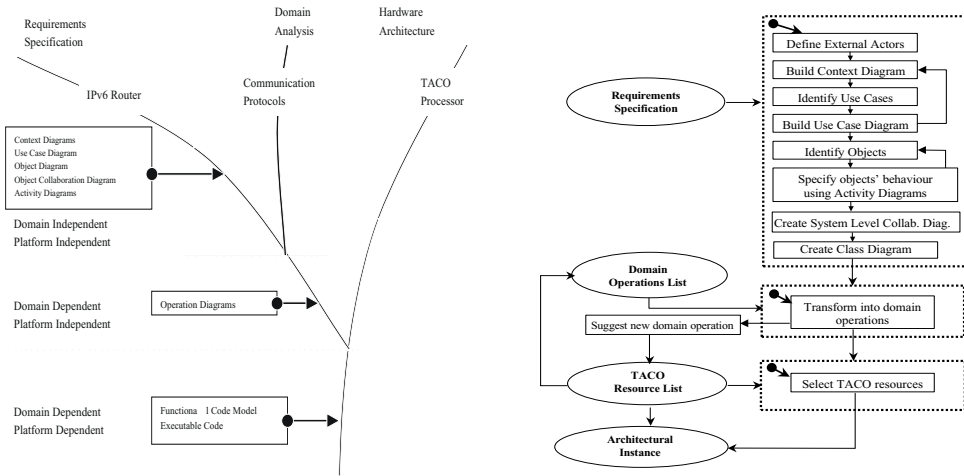 Requirements
Specification
Domain
Analysis
Hardware
Architecture
IPv6 Router
Communication
Protocols
TACO
Processor
Context Diagrams
Use Case Diagram
Object Diagram
Object Collaboration Diagram
Activity Diagrams
Domain Independent
Platform Independent
Domain Dependent
Platform Independent
Operation Diagrams
Domain Dependent
Platform Dependent
Functiona l Code Model
Executable Code
Requirements
Specification
Define External Actors
Build Context Diagram
Identify Use Cases
Build Use Case Diagram
Identify Objects
Specify objects' behaviour
using Activity Diagrams
Create System Level Collab. Diag.
Create Class Diagram
Domain
Operations List
Transform into domain
operations
Suggest new domain operation
TACO
Resource List
Select TACO resources
Architectural
Instance